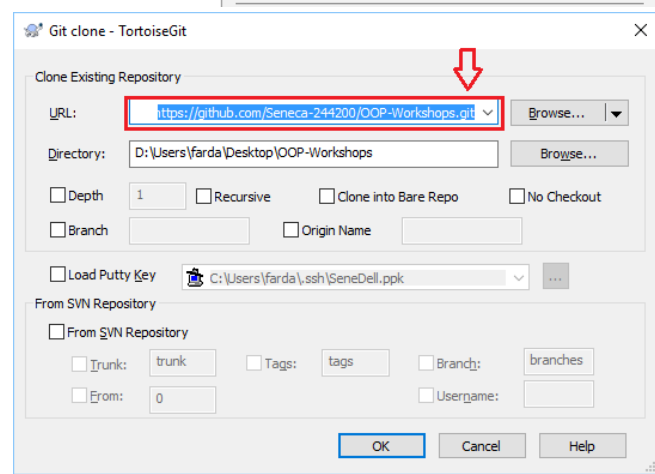 Git clone - TortoiseGit
Clone Existing Repository
URL: https://github.com/Seneca-244200/OOP-Workshops.git Browse...
Directory: D:\Users\farda\Desktop\OOP-Workshops Browse...
Depth 1 Recursive Clone into Bare Repo No Checkout
Branch Origin Name
Load Putty Key C:\Users\farda\.ssh\SeneDell.ppk ...
From SVN Repository
From SVN Repository
Trunk: trunk Tags: tags Branch: branches
From: 0 Username:
OK Cancel Help